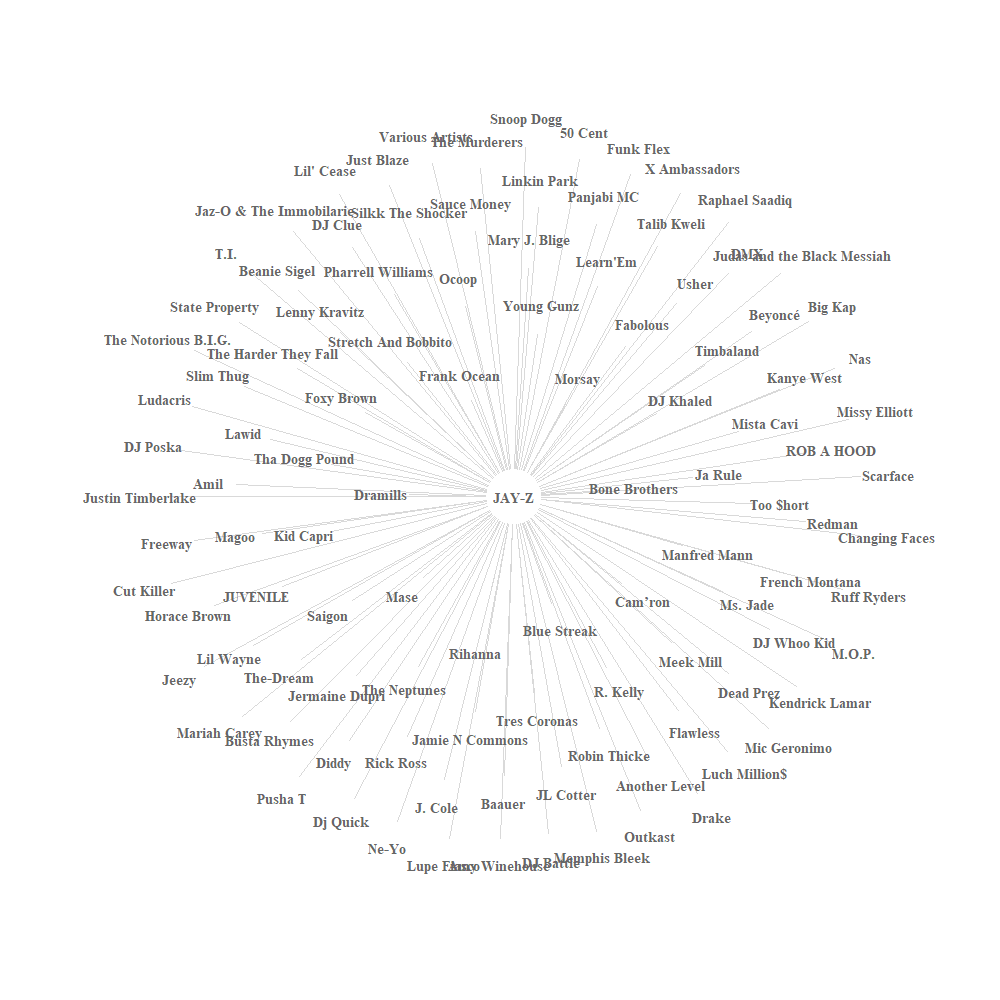 Snoop Dogg
50 Cent
Various Artists
The Murderers
Funk Flex
Just Blaze
X Ambassadors
Lil' Cease
Linkin Park
Panjabi MC
Raphael Saadiq
Sauce Money
Jaz-O & The Immobilarie
Silkk The Shocker
DJ Clue
Talib Kweli
Mary J. Blige
T.I.
DMX
Judas and the Black Messiah
Learn'Em
Beanie Sigel
Pharrell Williams
Ocoop
Usher
State Property
Lenny Kravitz
Young Gunz
Big Kap
Beyoncé
Fabolous
The Notorious B.I.G.
Stretch And Bobbito
The Harder They Fall
Timbaland
Nas
Slim Thug
Frank Ocean
Morsay
Kanye West
Ludacris
Foxy Brown
DJ Khaled
Missy Elliott
Mista Cavi
Lawid
DJ Poska
Tha Dogg Pound
ROB A HOOD
Ja Rule
Scarface
Amil
Bone Brothers
Justin Timberlake
Dramills
JAY-Z
Too $hort
Redman
Magoo
Kid Capri
Changing Faces
Freeway
Manfred Mann
French Montana
Cut Killer
JUVENILE
Mase
Ruff Ryders
Cam’ron
Ms. Jade
Horace Brown
Saigon
Blue Streak
DJ Whoo Kid
M.O.P.
Rihanna
Lil Wayne
Meek Mill
Jeezy
The-Dream
The Neptunes
R. Kelly
Dead Prez
Jermaine Dupri
Kendrick Lamar
Tres Coronas
Mariah Carey
Flawless
Busta Rhymes
Jamie N Commons
Mic Geronimo
Robin Thicke
Diddy
Rick Ross
Luch Million$
Another Level
JL Cotter
Pusha T
Baauer
J. Cole
Drake
Dj Quick
Outkast
Ne-Yo
Memphis Bleek
Lupe Fiasco
Amy Winehouse
DJ Battle